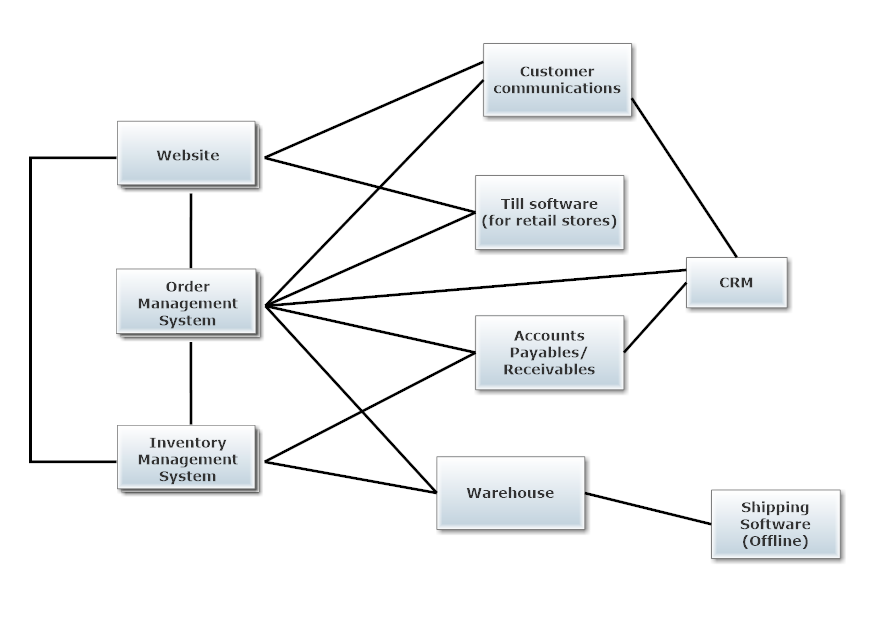 Customer
communications
Website
Till software
(for retail stores)
Order
Management
System
CRM
Accounts
Payables/
Receivables
Inventory
Management
System
Warehouse
Shipping
Software
(Offline)